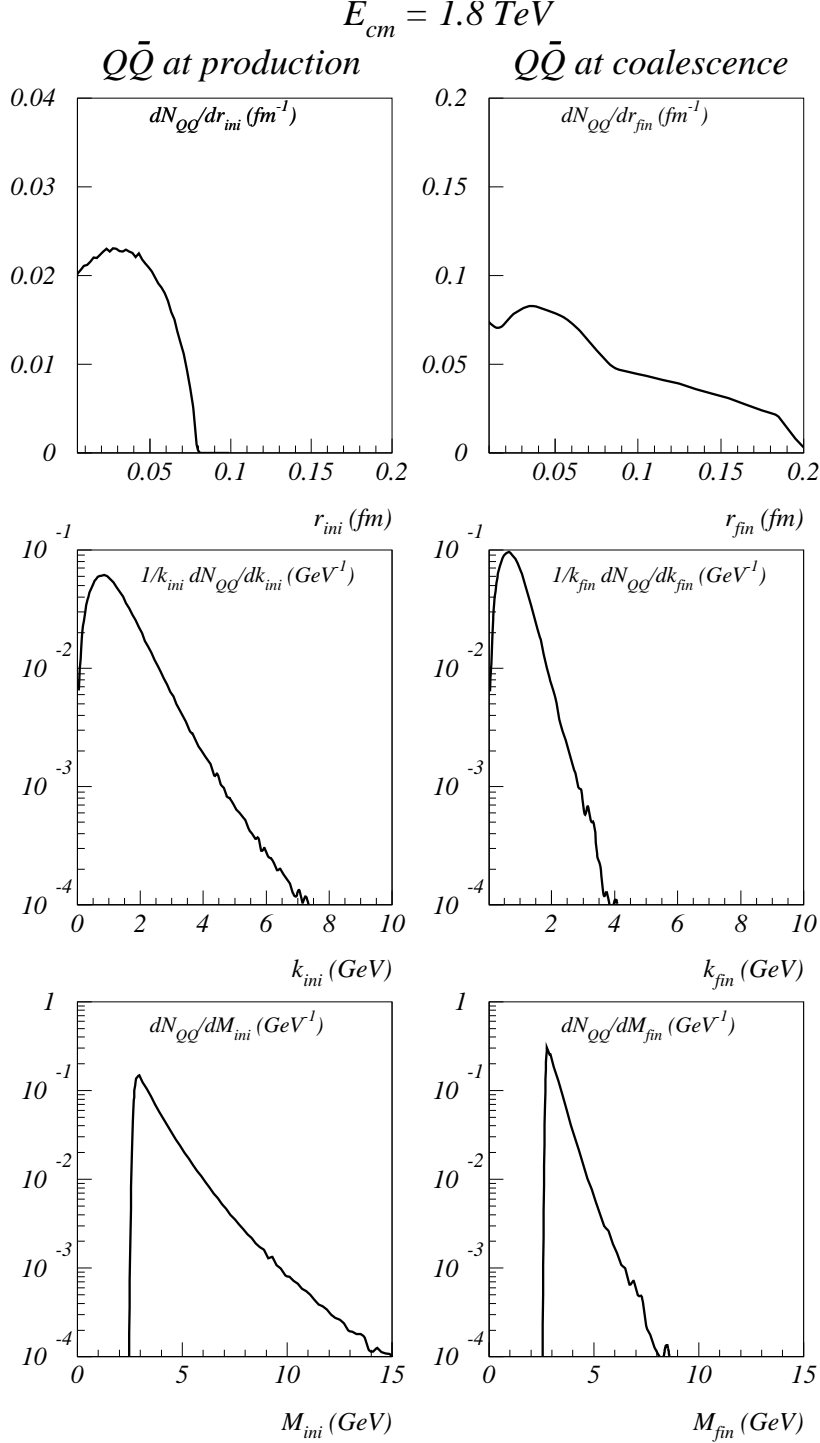 E_cm = 1.8 TeV
QQ̄ at production
QQ̄ at coalescence
dN_QQ/dr_ini (fm^-1)
0.04
0.03
0.02
0.01
0
0.05 0.1 0.15 0.2
r_ini (fm)
dN_QQ/dr_fin (fm^-1)
0.2
0.15
0.1
0.05
0
0.05 0.1 0.15 0.2
r_fin (fm)
1/k_ini dN_QQ/dk_ini (GeV^-1)
10^-1
10^-2
10^-3
10^-4
0 2 4 6 8 10
k_ini (GeV)
1/k_fin dN_QQ/dk_fin (GeV^-1)
10^-1
10^-2
10^-3
10^-4
2 4 6 8 10
k_fin (GeV)
dN_QQ/dM_ini (GeV^-1)
1
10^-1
10^-2
10^-3
10^-4
0 5 10 15
M_ini (GeV)
dN_QQ/dM_fin (GeV^-1)
1
10^-1
10^-2
10^-3
10^-4
0 5 10 15
M_fin (GeV)